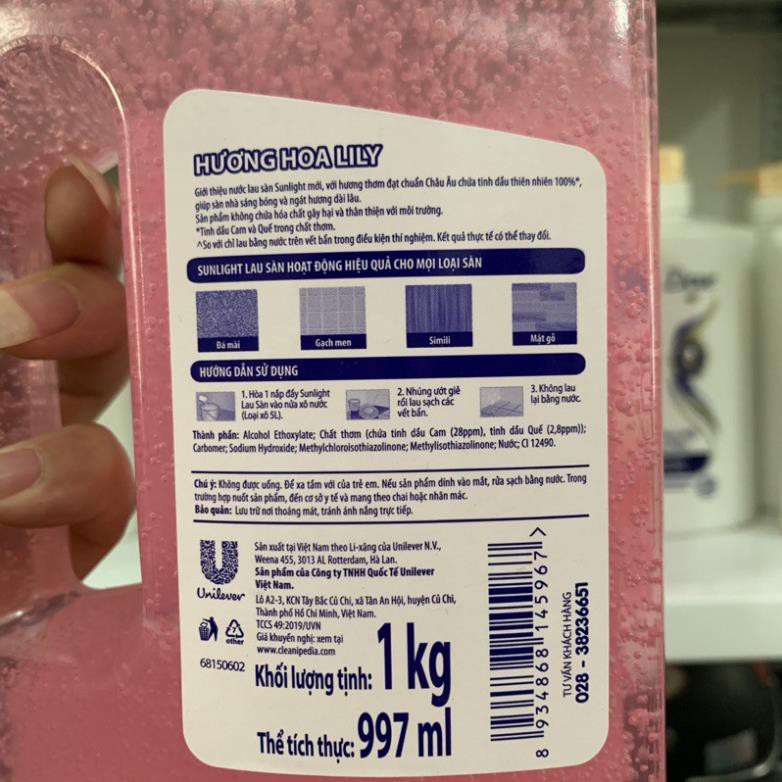 HƯƠNG HOA LILY
Giới thiệu nước lau sàn Sunlight mới, với hương thơm đạt chuẩn Châu Âu chứa tinh dầu thiên nhiên 100%*,
giúp sàn nhà sáng bóng và ngát hương dài lâu.
Sản phẩm không chứa hóa chất gây hại và thân thiện với môi trường.
*Tinh dầu Cam và Quế trong chất thơm.
^So với chỉ lau bằng nước trên vết bẩn trong điều kiện thí nghiệm. Kết quả thực tế có thể thay đổi.
SUNLIGHT LAU SÀN HOẠT ĐỘNG HIỆU QUẢ CHO MỌI LOẠI SÀN
Đá mài
Gạch men
Simili
Mặt gỗ
HƯỚNG DẪN SỬ DỤNG
1. Hòa 1 nắp đầy Sunlight
Lau Sàn vào nửa xô nước
(Loại xô 5L).
2. Nhúng ướt giẻ
rồi lau sạch các
vết bẩn.
3. Không lau
lại bằng nước.
Thành phần: Alcohol Ethoxylate; Chất thơm (chứa tinh dầu Cam (28ppm), tinh dầu Quế (2,8ppm));
Carbomer; Sodium Hydroxide; Methylchloroisothiazolinone; Methylisothiazolinone; Nước; CI 12490.
Chú ý: Không được uống. Để xa tầm với của trẻ em. Nếu sản phẩm dính vào mắt, rửa sạch bằng nước. Trong
trường hợp nuốt sản phẩm, đến cơ sở y tế và mang theo chai hoặc nhãn mác.
Bảo quản: Lưu trữ nơi thoáng mát, tránh ánh nắng trực tiếp.
Unilever
Sản xuất tại Việt Nam theo Li-xăng của Unilever N.V.,
Weena 455, 3013 AL Rotterdam, Hà Lan.
Sản phẩm của Công ty TNHH Quốc Tế Unilever
Việt Nam.
Lô A2-3, KCN Tây Bắc Củ Chi, xã Tân An Hội, huyện Củ Chi,
Thành phố Hồ Chí Minh, Việt Nam.
TCCS 49:2019/UVN
Giá khuyến nghị: xem tại
www.cleanipedia.com
other
68150602
Khối lượng tịnh: 1 kg
Thể tích thực: 997 ml
8 934868 145967 >
TƯ VẤN KHÁCH HÀNG
028 - 38236651
Dove